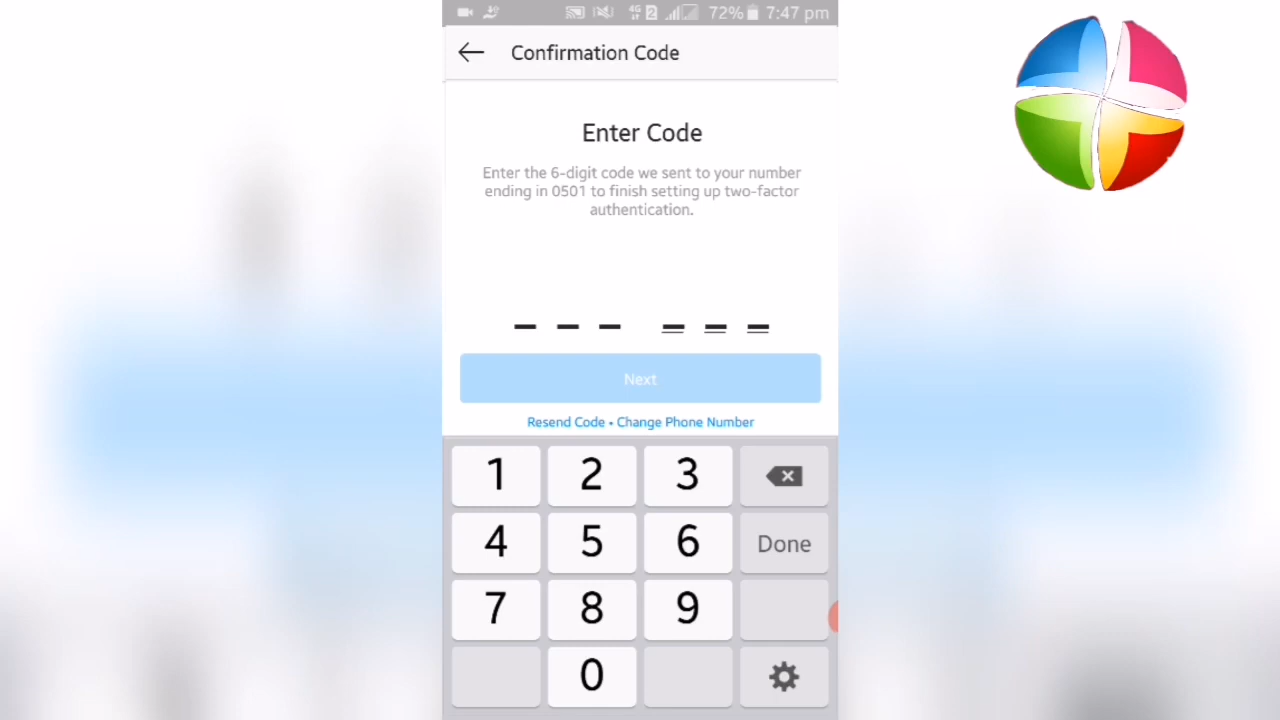 72% 7:47 pm
Confirmation Code
Enter Code
Enter the 6-digit code we sent to your number
ending in 0501 to finish setting up two-factor
authentication.
Next
Resend Code • Change Phone Number
1 2 3
4 5 6 Done
7 8 9
0